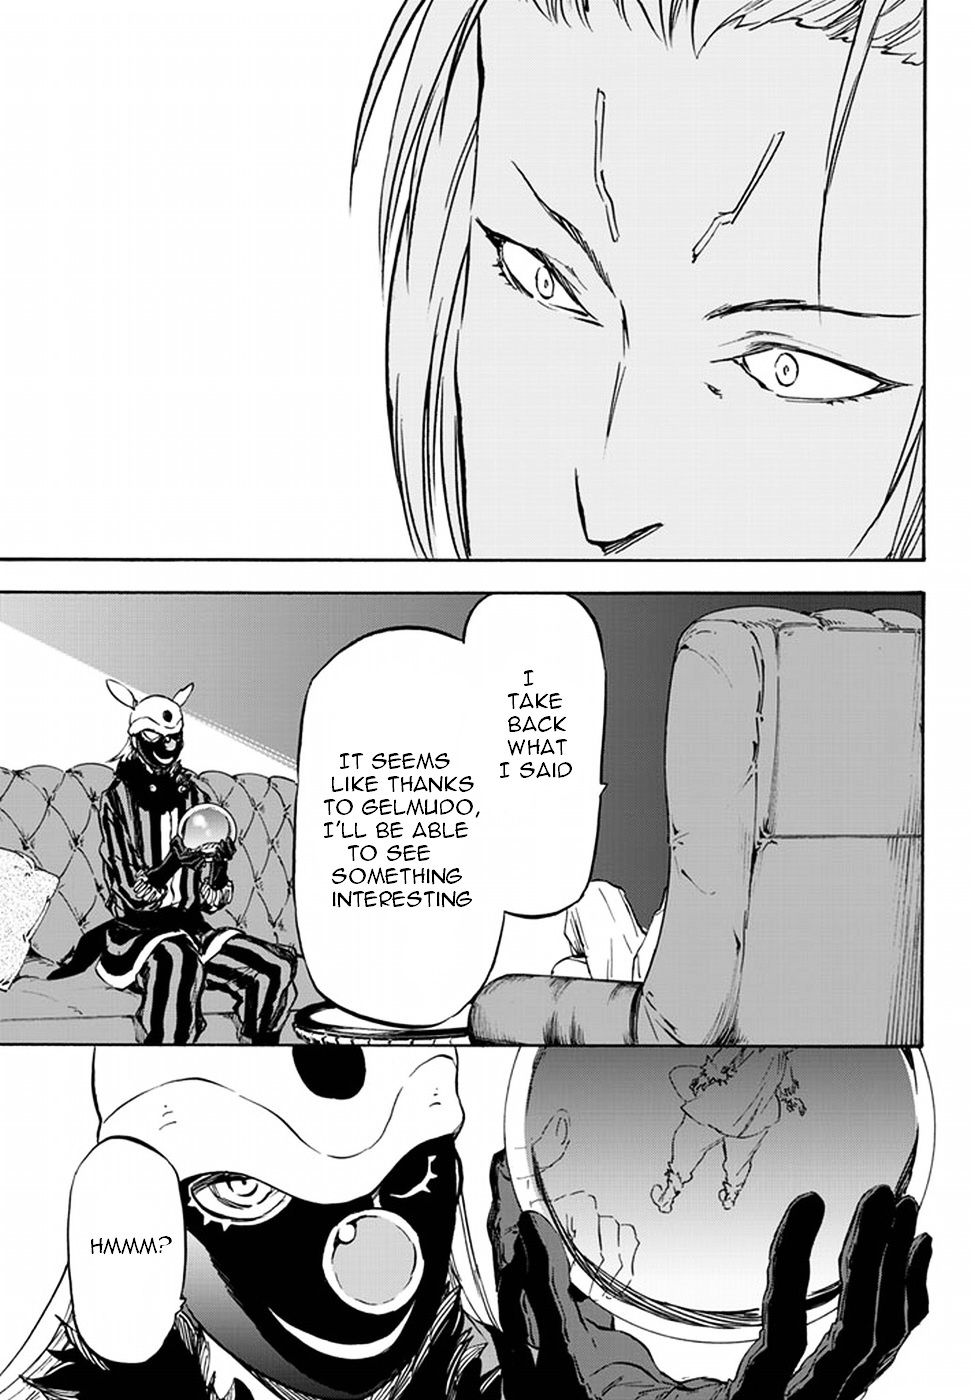 I
TAKE
BACK
WHAT
I SAID
IT SEEMS
LIKE THANKS
TO GELMUDO,
I'LL BE ABLE
TO SEE
SOMETHING
INTERESTING
HMMM?